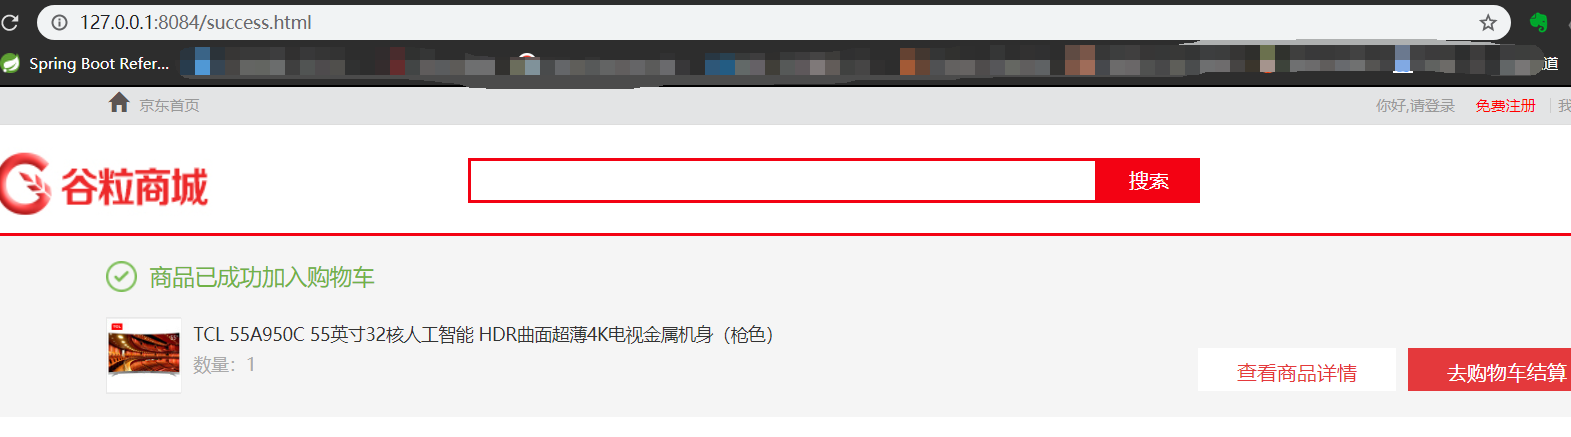 127.0.0.1:8084/success.html
Spring Boot Refer...
道
京东首页
你好,请登录 免费注册 我
谷粒商城
搜索
商品已成功加入购物车
TCL 55A950C 55英寸32核人工智能 HDR曲面超薄4K电视金属机身（枪色）
数量：1
查看商品详情
去购物车结算